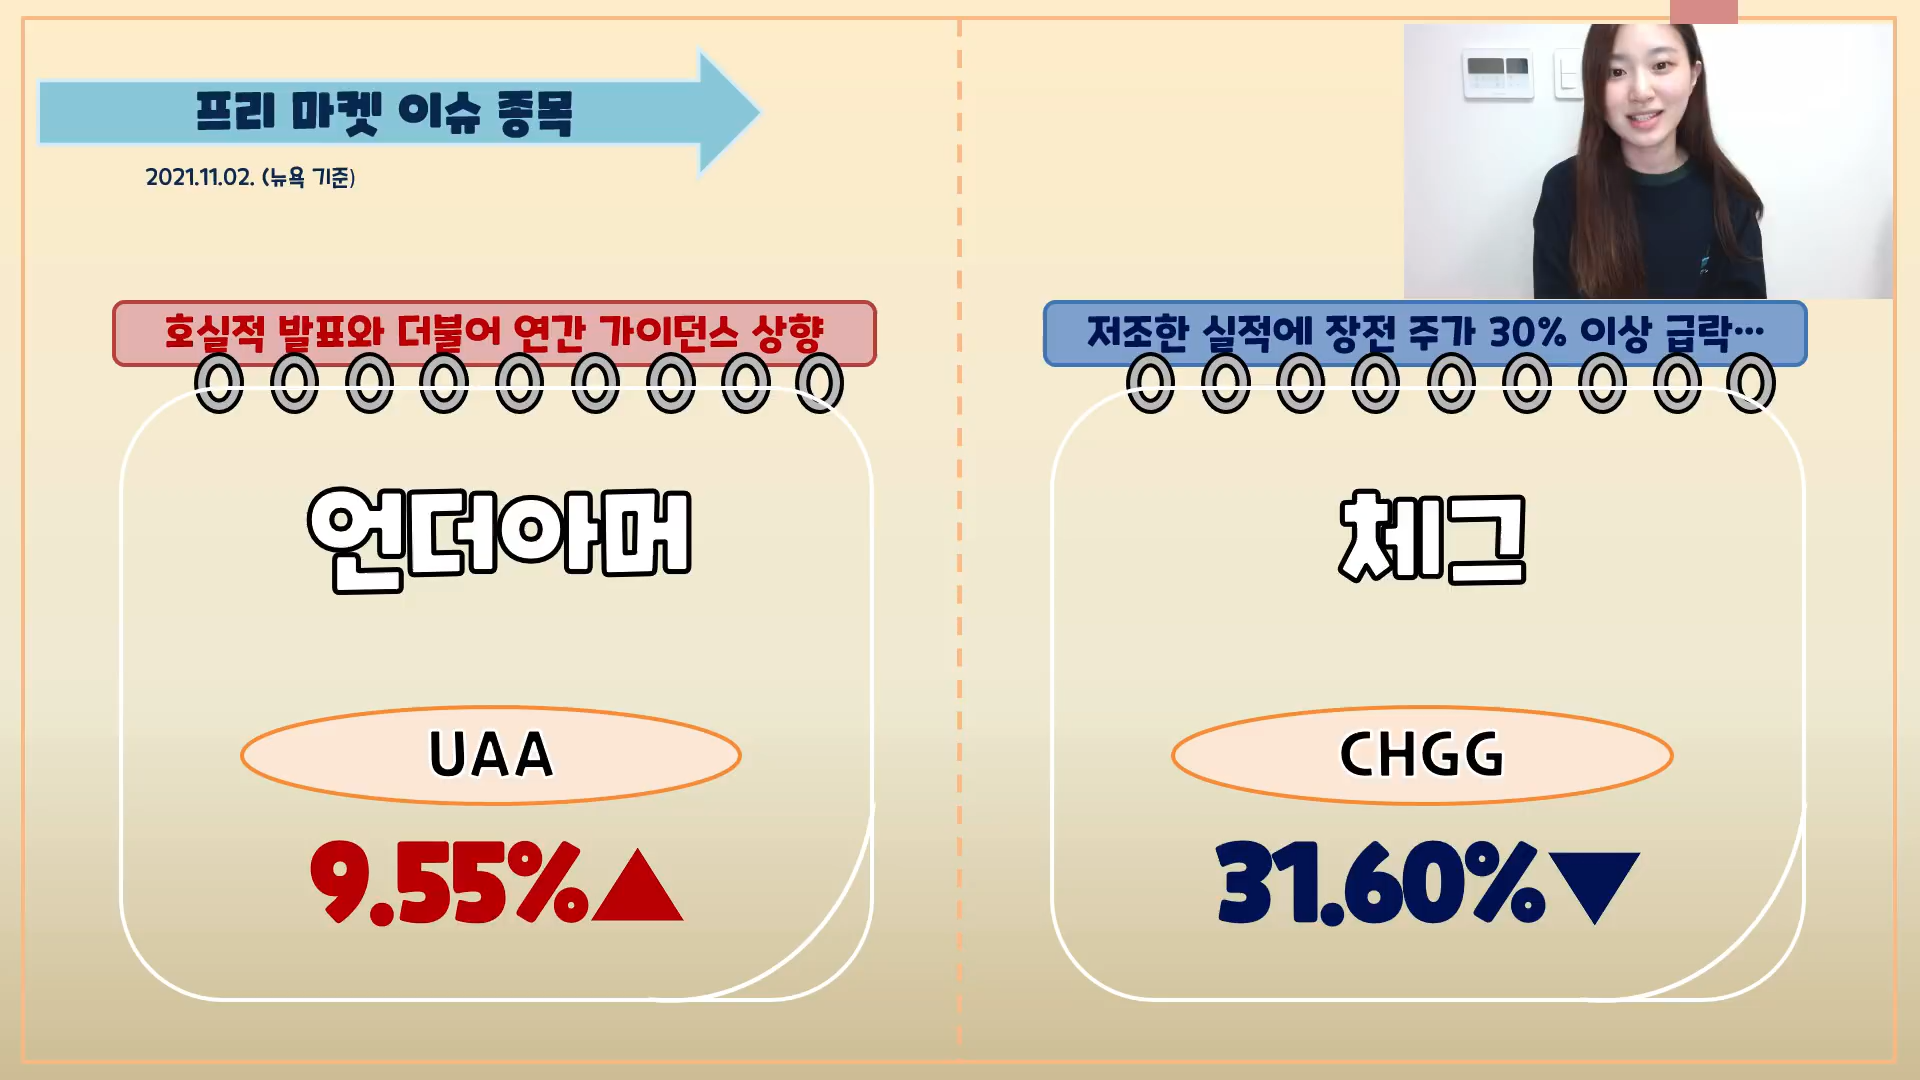 프리 마켓 이슈 종목
2021.11.02. (뉴욕 기준)
호실적 발표와 더불어 연간 가이던스 상향
언더아머
UAA
9.55%▲
저조한 실적에 장전 주가 30% 이상 급락…
체그
CHGG
31.60%▼